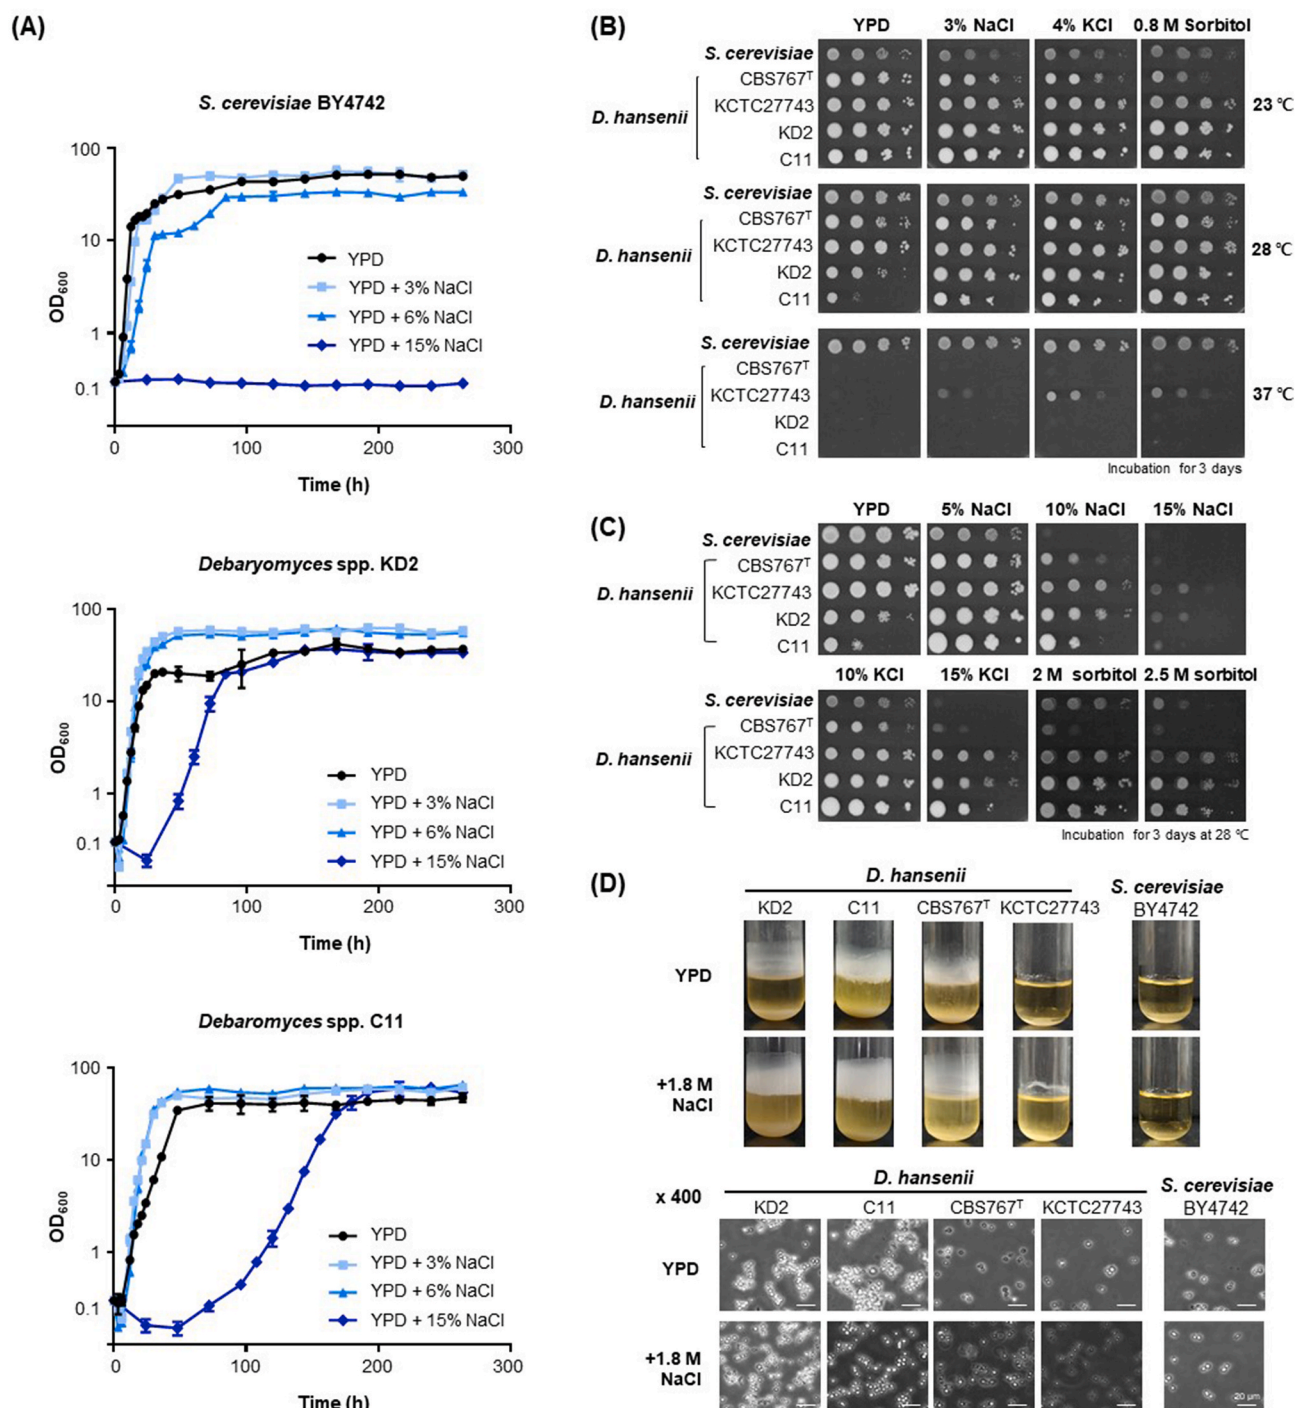 (A)
S. cerevisiae BY4742
100
10
1
0.1
OD600
YPD
YPD + 3% NaCl
YPD + 6% NaCl
YPD + 15% NaCl
0 100 200 300
Time (h)
Debaryomyces spp. KD2
100
10
1
0.1
OD600
YPD
YPD + 3% NaCl
YPD + 6% NaCl
YPD + 15% NaCl
0 100 200 300
Time (h)
Debaromyces spp. C11
100
10
1
0.1
OD600
YPD
YPD + 3% NaCl
YPD + 6% NaCl
YPD + 15% NaCl
0 100 200 300
Time (h)
(B)
YPD 3% NaCl 4% KCl 0.8 M Sorbitol
S. cerevisiae
CBS767T
KCTC27743
KD2
C11
D. hansenii
23 ℃
S. cerevisiae
CBS767T
KCTC27743
KD2
C11
D. hansenii
28 ℃
S. cerevisiae
CBS767T
KCTC27743
KD2
C11
D. hansenii
37 ℃
Incubation for 3 days
(C)
YPD 5% NaCl 10% NaCl 15% NaCl
S. cerevisiae
CBS767T
KCTC27743
KD2
C11
D. hansenii
10% KCl 15% KCl 2 M sorbitol 2.5 M sorbitol
S. cerevisiae
CBS767T
KCTC27743
KD2
C11
D. hansenii
Incubation for 3 days at 28 ℃
(D)
D. hansenii
S. cerevisiae
KD2 C11 CBS767T KCTC27743 BY4742
YPD
+1.8 M
NaCl
x 400
D. hansenii
S. cerevisiae
KD2 C11 CBS767T KCTC27743 BY4742
YPD
+1.8 M
NaCl
20 μm